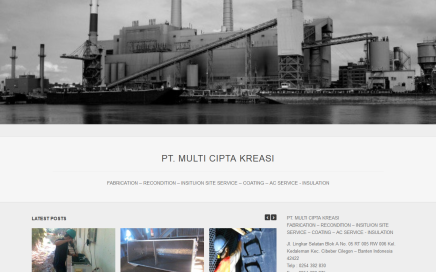 PT. MULTI CIPTA KREASI
FABRICATION – RECONDITION – INSITUION SITE SERVICE – COATING – AC SERVICE - INSULATION
LATEST POSTS
PT. MULTI CIPTA KREASI
FABRICATION – RECONDITION – INSITUION SITE
SERVICE – COATING – AC SERVICE - INSULATION
Jl. Lingkar Selatan Blok A No. 05 RT 005 RW 006 Kel.
Kedaleman Kec. Cibeber Cilegon – Banten Indonesia
42422
Telp : 0254 382 930